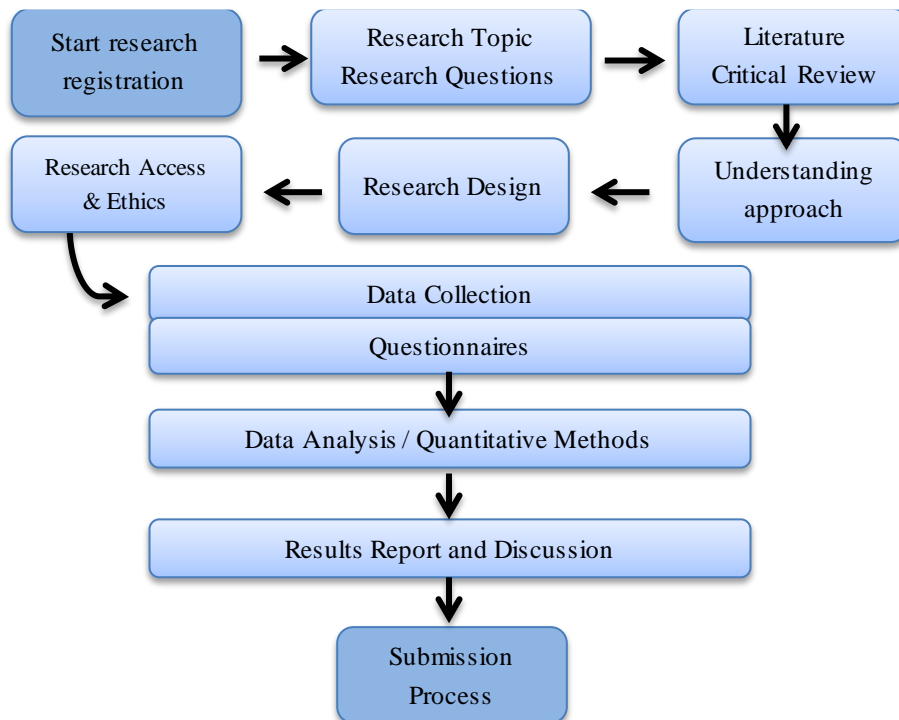 Start research
registration
Research Topic
Research Questions
Literature
Critical Review
Understanding
approach
Research Design
Research Access
& Ethics
Data Collection
Questionnaires
Data Analysis / Quantitative Methods
Results Report and Discussion
Submission
Process